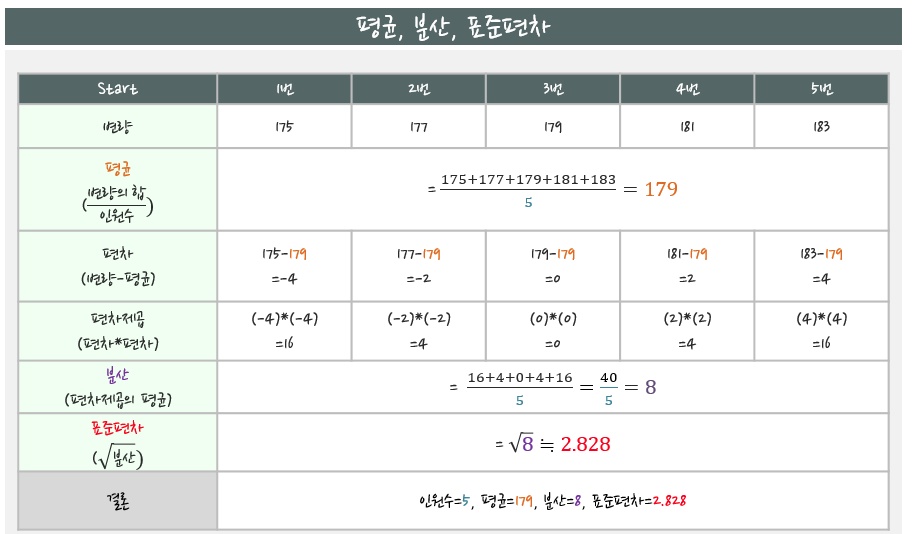 평균, 분산, 표준편차
Start 1번 2번 3번 4번 5번
변량 175 177 179 181 183
평균
(변량의 합/인원수)
= (175+177+179+181+183)/5 = 179
편차
(변량-평균)
175-179 177-179 179-179 181-179 183-179
=-4 =-2 =0 =2 =4
편차제곱
(편차*편차)
(-4)*(-4) (-2)*(-2) (0)*(0) (2)*(2) (4)*(4)
=16 =4 =0 =4 =16
분산
(편차제곱의 평균)
= (16+4+0+4+16)/5 = 40/5 = 8
표준편차
(√분산)
= √8 ≒ 2.828
결론 인원수=5, 평균=179, 분산=8, 표준편차=2.828